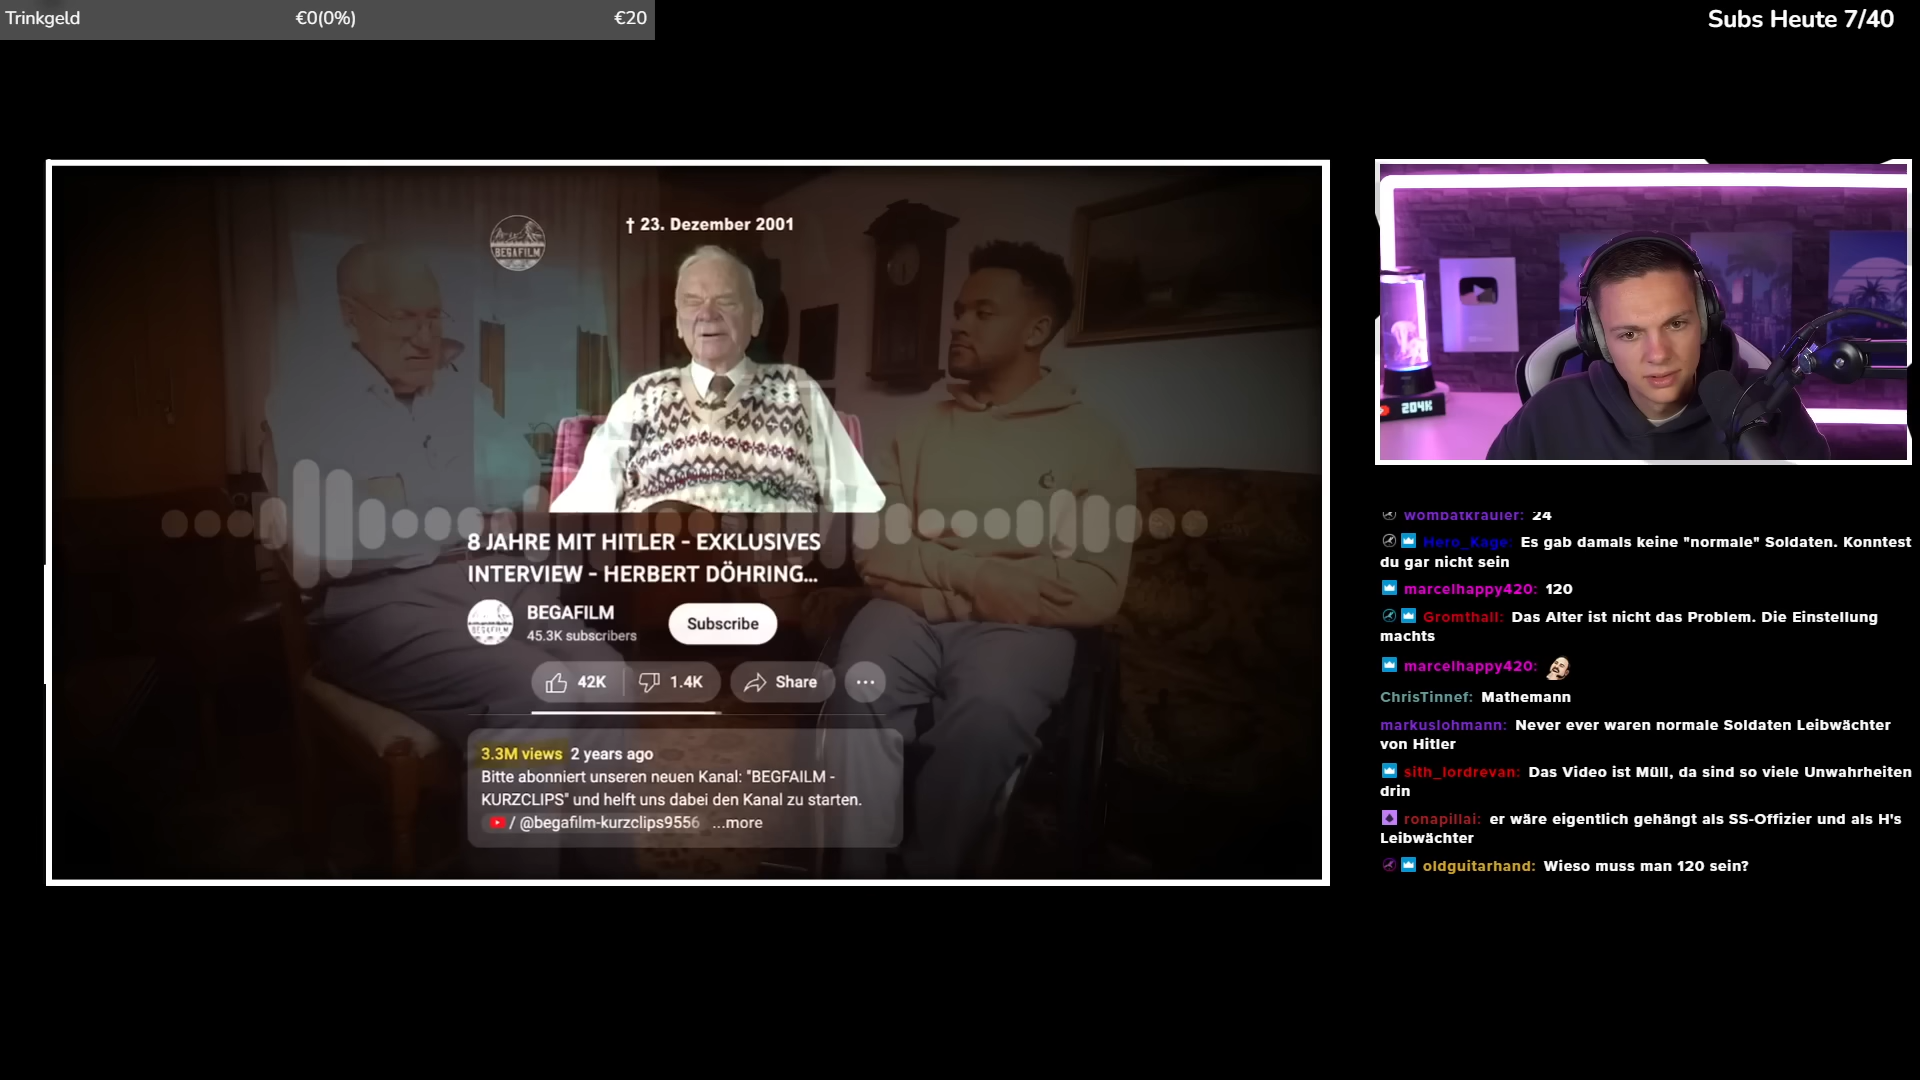 Trinkgeld €0(0%) €20
Subs Heute 7/40
† 23. Dezember 2001
BEGAFILM
8 JAHRE MIT HITLER - EXKLUSIVES
INTERVIEW - HERBERT DÖHRING...
BEGAFILM
45.3K subscribers
Subscribe
42K 1.4K Share ...
3.3M views 2 years ago
Bitte abonniert unseren neuen Kanal: "BEGFAILM -
KURZCLIPS" und helft uns dabei den Kanal zu starten.
/ @begafilm-kurzclips9556 ...more
204K
wombatkrauler: 24
Hero_Kage: Es gab damals keine "normale" Soldaten. Konntest
du gar nicht sein
marcelhappy420: 120
Gromthall: Das Alter ist nicht das Problem. Die Einstellung
machts
marcelhappy420:
ChrisTinnef: Mathemann
markuslohmann: Never ever waren normale Soldaten Leibwächter
von Hitler
sith_lordrevan: Das Video ist Müll, da sind so viele Unwahrheiten
drin
ronapillai: er wäre eigentlich gehängt als SS-Offizier und als H's
Leibwächter
oldguitarhand: Wieso muss man 120 sein?